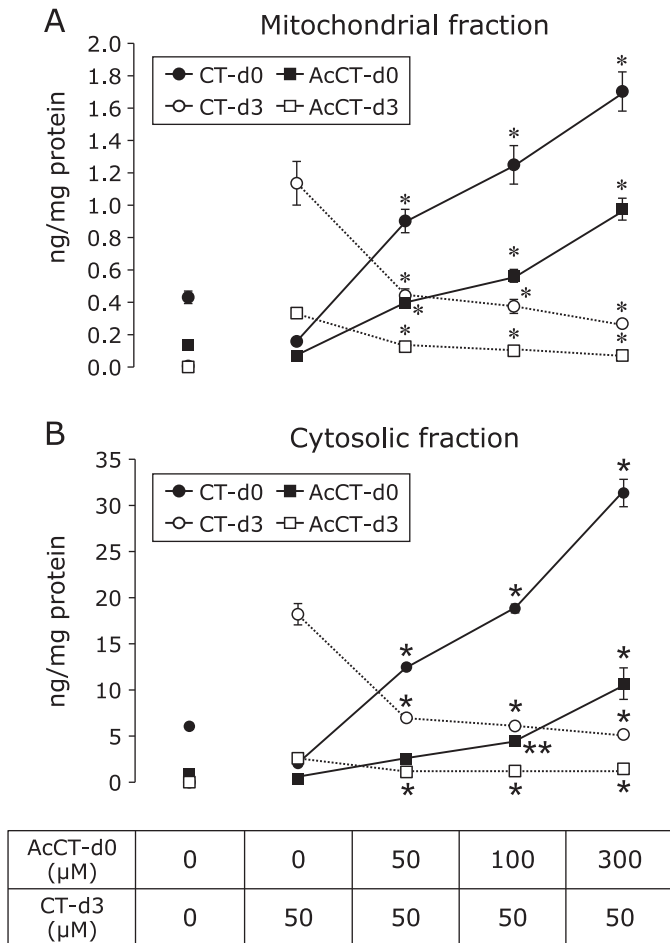 A
Mitochondrial fraction
ng/mg protein
2.0
1.8
1.6
1.4
1.2
1.0
0.8
0.6
0.4
0.2
0.0
CT-d0 AcCT-d0
CT-d3 AcCT-d3
* * *
* * *
* * *
* * *
B
Cytosolic fraction
ng/mg protein
35
30
25
20
15
10
5
0
CT-d0 AcCT-d0
CT-d3 AcCT-d3
* * *
* * *
** *
* * *
AcCT-d0 (µM) 0 0 50 100 300
CT-d3 (µM) 0 50 50 50 50